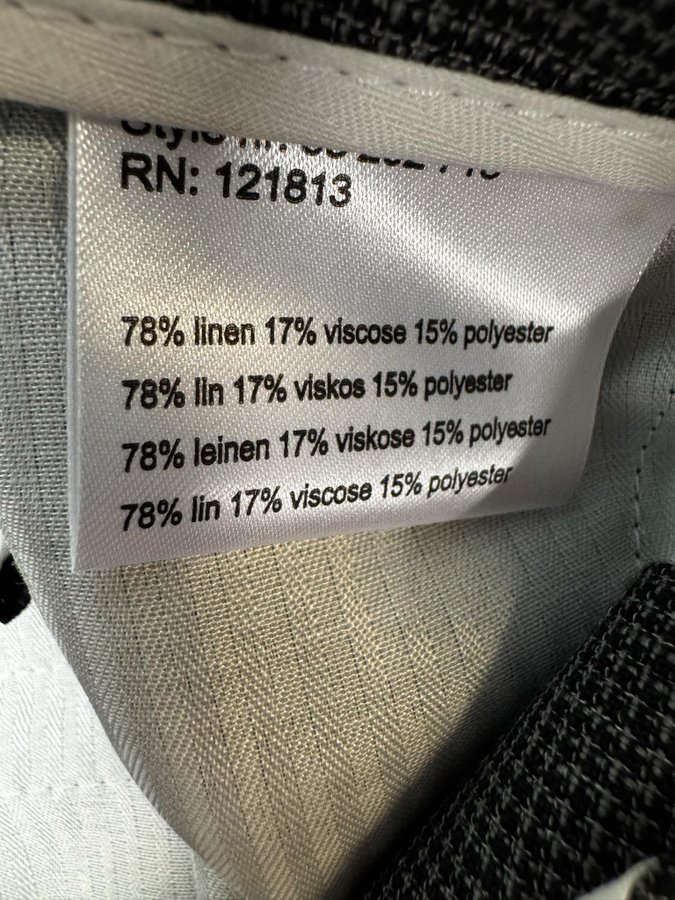 RN: 121813
78% linen 17% viscose 15% polyester
78% lin 17% viskos 15% polyester
78% leinen 17% viskose 15% polyester
78% lin 17% viscose 15% polyester